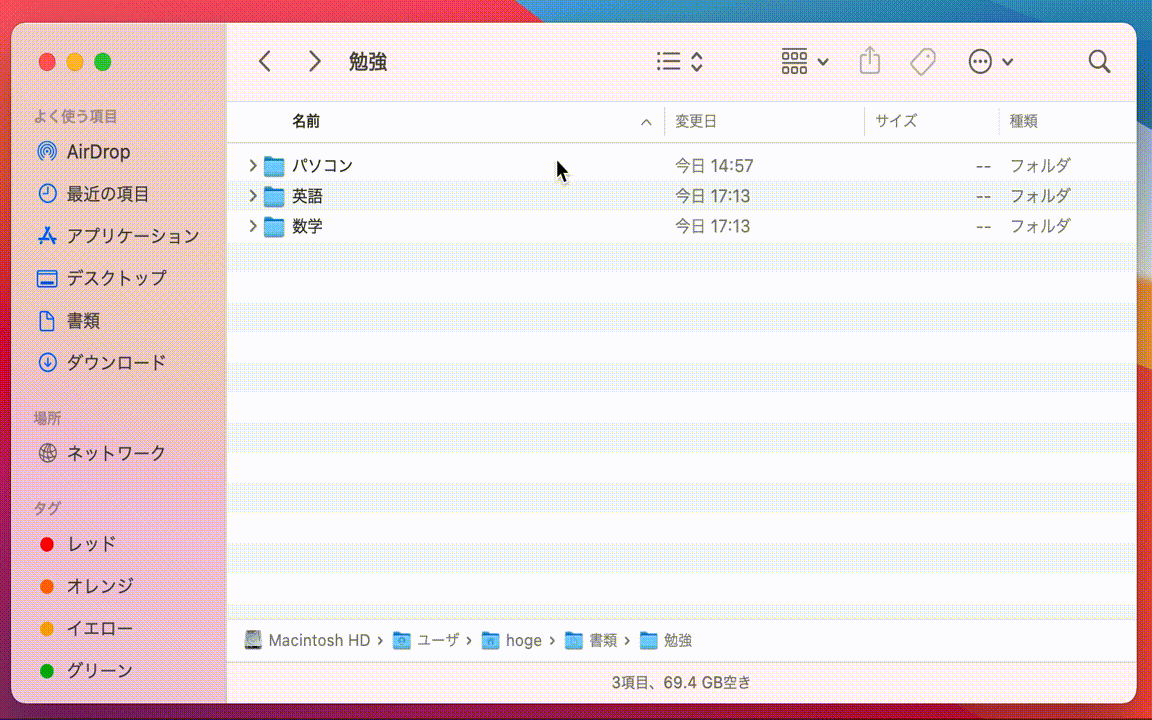 勉強
よく使う項目
AirDrop
最近の項目
アプリケーション
デスクトップ
書類
ダウンロード
場所
ネットワーク
タグ
レッド
オレンジ
イエロー
グリーン
名前 変更日 サイズ 種類
パソコン 今日 14:57 -- フォルダ
英語 今日 17:13 -- フォルダ
数学 今日 17:13 -- フォルダ
Macintosh HD › ユーザ › hoge › 書類 › 勉強
3項目、69.4 GB空き